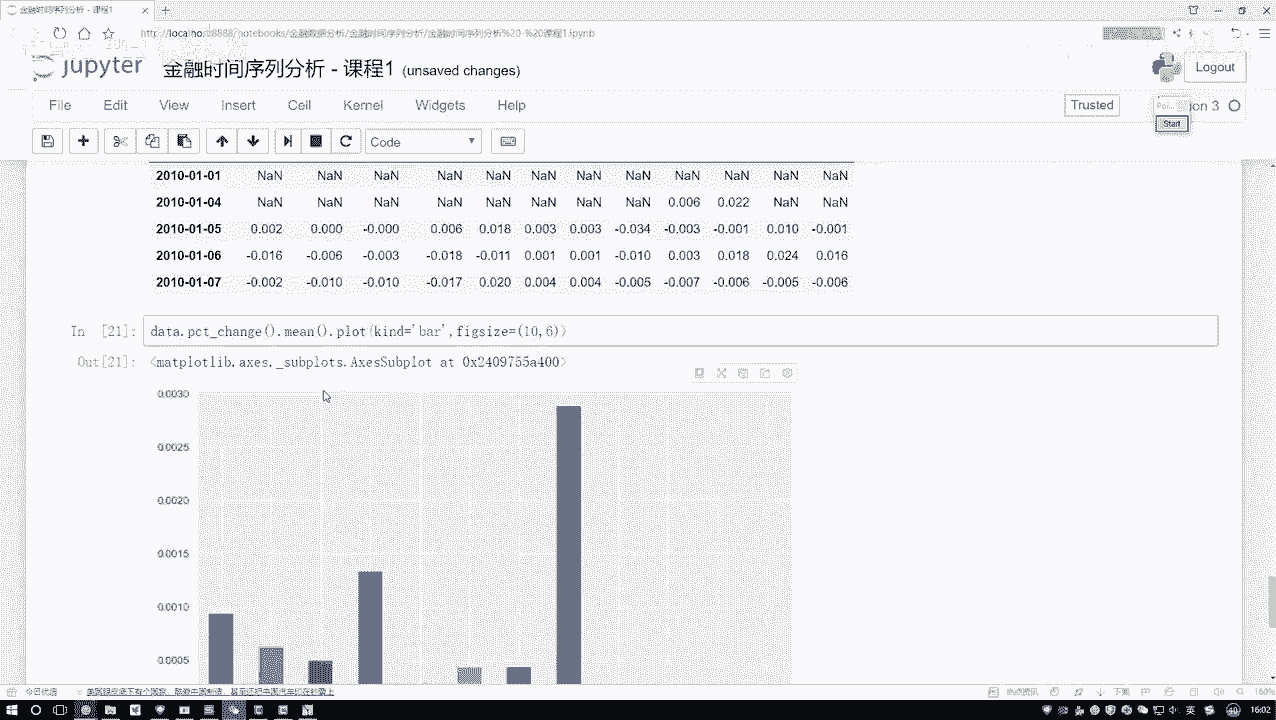 金融时间序列分析 - 课程1
http://localhost:8888/notebooks/金融数据分析/金融时间序列分析/金融时间序列分析%20-%20课程1.ipynb
jupyter 金融时间序列分析 - 课程1 (unsaved changes)
Logout
File Edit View Insert Cell Kernel Widgets Help
Trusted
on 3
Start
Code
2010-01-01 NaN NaN NaN NaN NaN NaN NaN NaN NaN NaN NaN NaN
2010-01-04 NaN NaN NaN NaN NaN NaN NaN NaN 0.006 0.022 NaN NaN
2010-01-05 0.002 0.000 -0.000 0.006 0.018 0.003 0.003 -0.034 -0.003 -0.001 0.010 -0.001
2010-01-06 -0.016 -0.006 -0.003 -0.018 -0.011 0.001 0.001 -0.010 0.003 0.018 0.024 0.016
2010-01-07 -0.002 -0.010 -0.010 -0.017 0.020 0.004 0.004 -0.005 -0.007 -0.006 -0.005 -0.006
In [21]: data.pct_change().mean().plot(kind='bar',figsize=(10,6))
Out[21]: <matplotlib.axes._subplots.AxesSubplot at 0x2409755a400>
0.0030
0.0025
0.0020
0.0015
0.0010
0.0005
今日优选
下载
160%
英
16:02